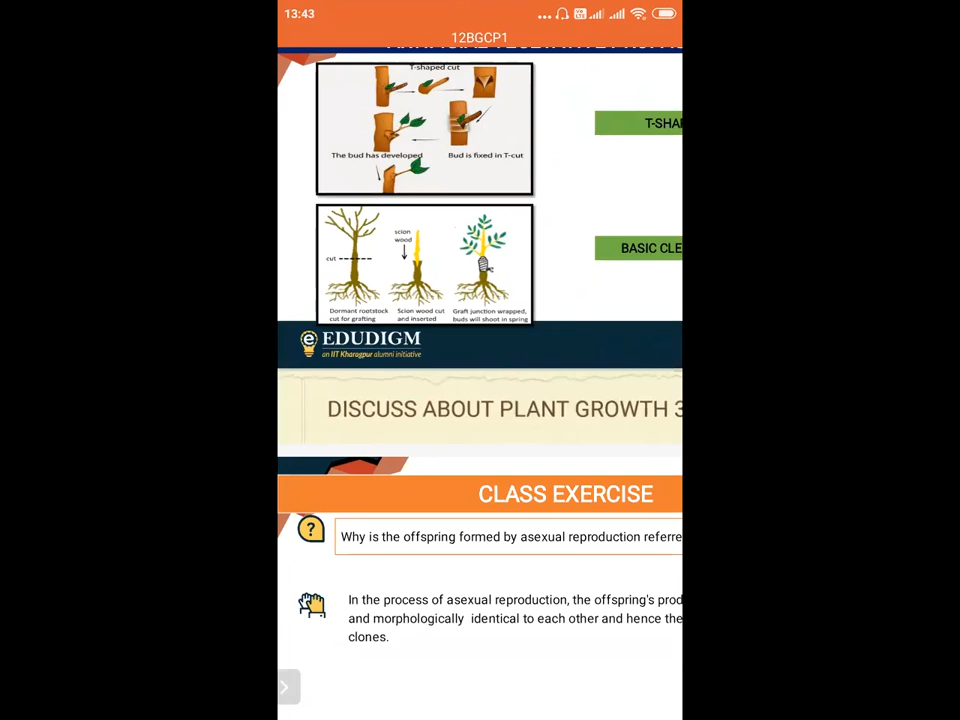 13:43
12BGCP1
T-shaped cut
The bud has developed
Bud is fixed in T-cut
T-SHA
scion
wood
cut
Dormant rootstock
cut for grafting
Scion wood cut
and inserted
Graft junction wrapped,
buds will shoot in spring
BASIC CLE
EDUDIGM
an IIT Kharagpur alumni initiative
DISCUSS ABOUT PLANT GROWTH 3
CLASS EXERCISE
?
Why is the offspring formed by asexual reproduction referre
In the process of asexual reproduction, the offspring's prod
and morphologically identical to each other and hence the
clones.